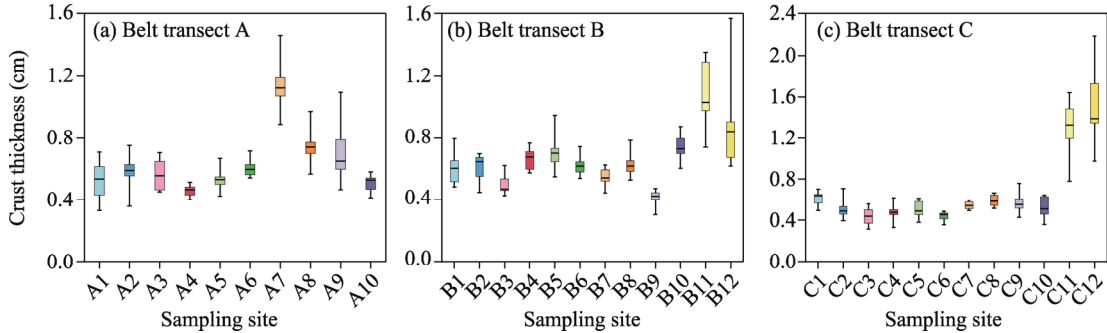 Crust thickness (cm)
(a) Belt transect A
1.6
1.2
0.8
0.4
0.0
A1 A2 A3 A4 A5 A6 A7 A8 A9 A10
Sampling site
(b) Belt transect B
1.6
1.2
0.8
0.4
0.0
B1 B2 B3 B4 B5 B6 B7 B8 B9 B10 B11 B12
Sampling site
(c) Belt transect C
2.4
2.0
1.6
1.2
0.8
0.4
0.0
C1 C2 C3 C4 C5 C6 C7 C8 C9 C10 C11 C12
Sampling site